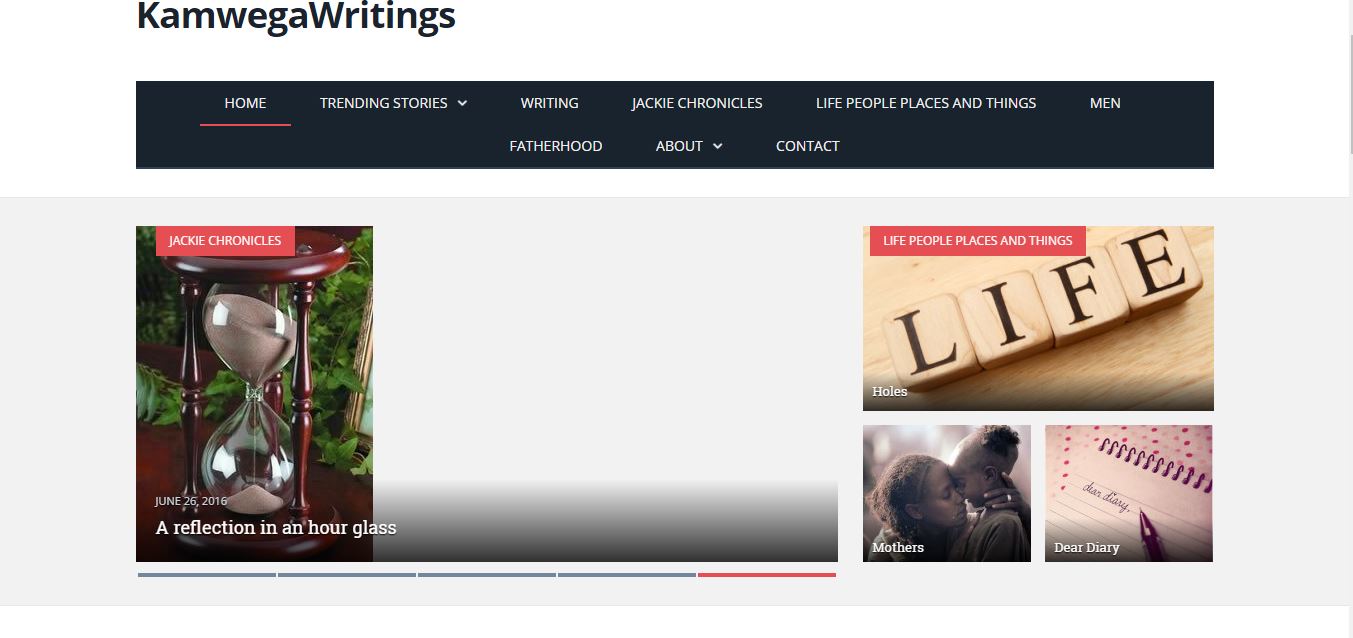 KamwegaWritings
HOME TRENDING STORIES WRITING JACKIE CHRONICLES LIFE PEOPLE PLACES AND THINGS MEN
FATHERHOOD ABOUT CONTACT
JACKIE CHRONICLES
JUNE 26, 2016
A reflection in an hour glass
LIFE PEOPLE PLACES AND THINGS
LIFE
Holes
Mothers
dear diary,
Dear Diary